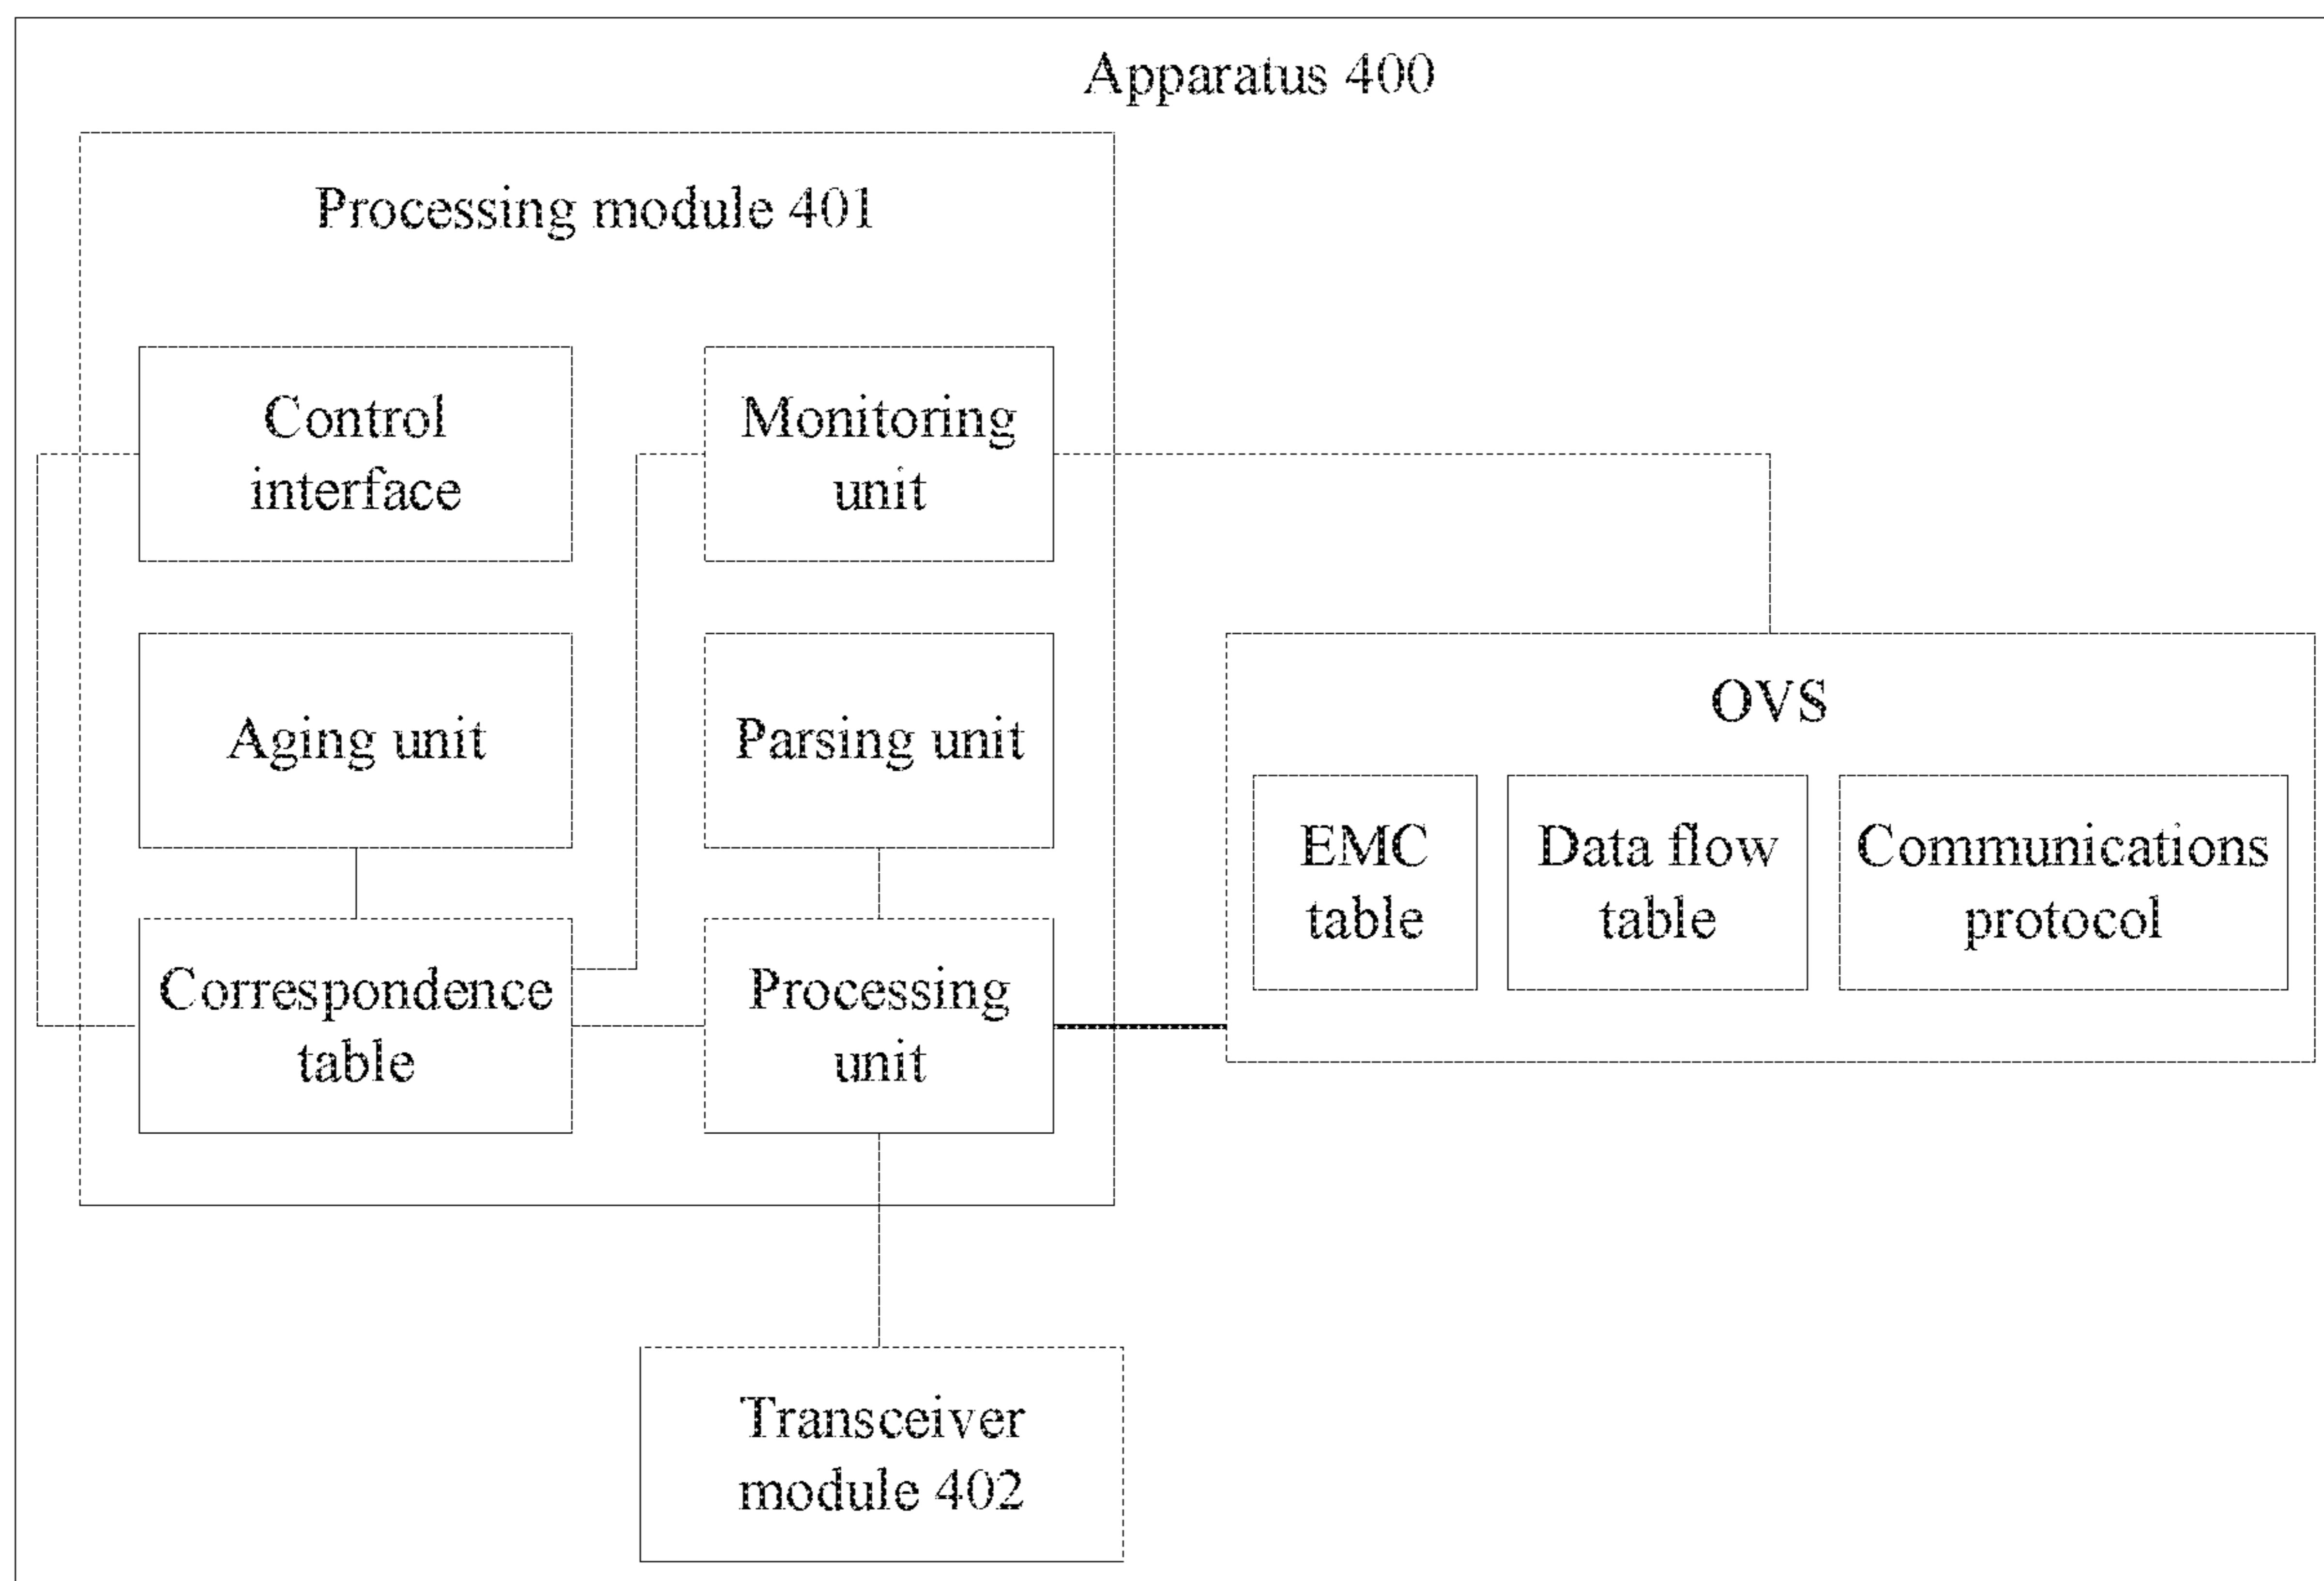 Apparatus 400
Processing module 401
Control
interface
Monitoring
unit
Aging unit
Parsing unit
Correspondence
table
Processing
unit
OVS
EMC
table
Data flow
table
Communications
protocol
Transceiver
module 402